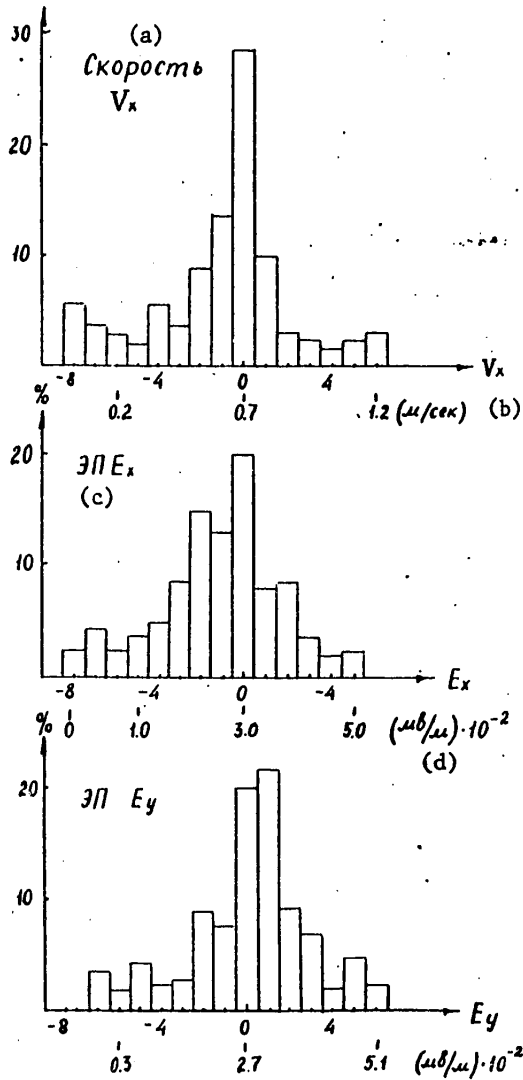 30
(a)
Скорость
Vx
20
10
-8 -4 0 4 Vx
% 0.2 0.7 1.2 (м/сек) (b)
20
ЭП Ex
(c)
10
-8 -4 0 -4 Ex
% 0 1.0 3.0 5.0 (мв/м)·10⁻²
(d)
20
ЭП Ey
10
-8 -4 0 4 Ey
0.3 2.7 5.1 (мв/м)·10⁻²